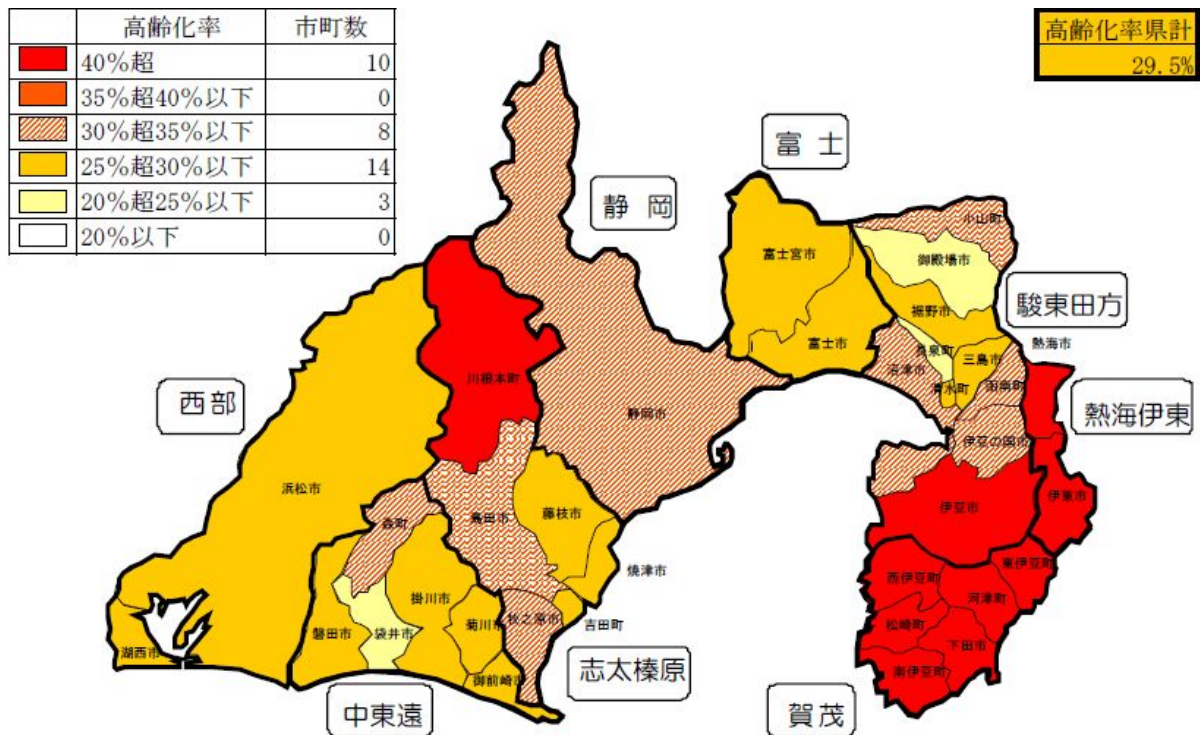 高齢化率 市町数
40％超 10
35％超40％以下 0
30％超35％以下 8
25％超30％以下 14
20％超25％以下 3
20％以下 0
高齢化率県計
29.5%
富士
静岡
小山町
富士宮市
御殿場市
駿東田方
裾野市
熱海市
富士市
長泉町
三島市
沼津市
清水町
函南町
川根本町
西部
静岡市
熱海伊東
伊豆の国市
浜松市
伊東市
伊豆市
島田市
藤枝市
森町
焼津市
東伊豆町
西伊豆町
河津町
掛川市
松崎町
菊川市
牧之原市
吉田町
磐田市
袋井市
下田市
湖西市
御前崎市
志太榛原
南伊豆町
中東遠
賀茂